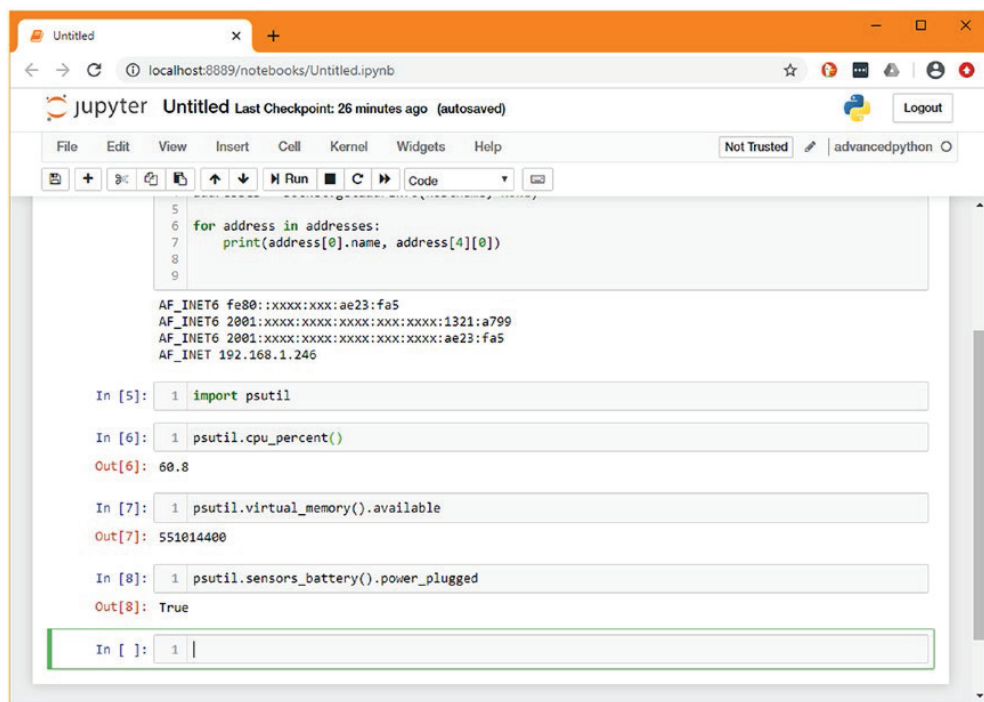 Untitled
localhost:8889/notebooks/Untitled.ipynb
jupyter Untitled Last Checkpoint: 26 minutes ago (autosaved)
Logout
File Edit View Insert Cell Kernel Widgets Help
Not Trusted advancedpython
Run Code
5
6 for address in addresses:
7 print(address[0].name, address[4][0])
8
9
AF_INET6 fe80::xxxx:xxx:ae23:fa5
AF_INET6 2001:xxxx:xxxx:xxxx:xxx:xxxx:1321:a799
AF_INET6 2001:xxxx:xxxx:xxxx:xxx:xxxx:ae23:fa5
AF_INET 192.168.1.246
In [5]: 1 import psutil
In [6]: 1 psutil.cpu_percent()
Out[6]: 60.8
In [7]: 1 psutil.virtual_memory().available
Out[7]: 551014400
In [8]: 1 psutil.sensors_battery().power_plugged
Out[8]: True
In [ ]: 1